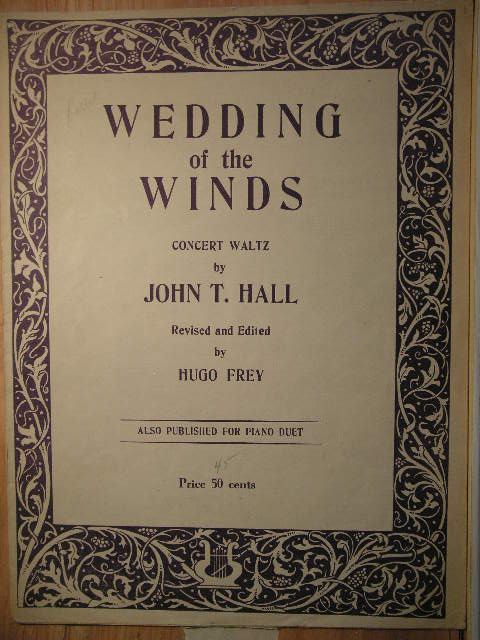 WEDDING
of the
WINDS
CONCERT WALTZ
by
JOHN T. HALL
Revised and Edited
by
HUGO FREY
ALSO PUBLISHED FOR PIANO DUET
45
Price 50 cents